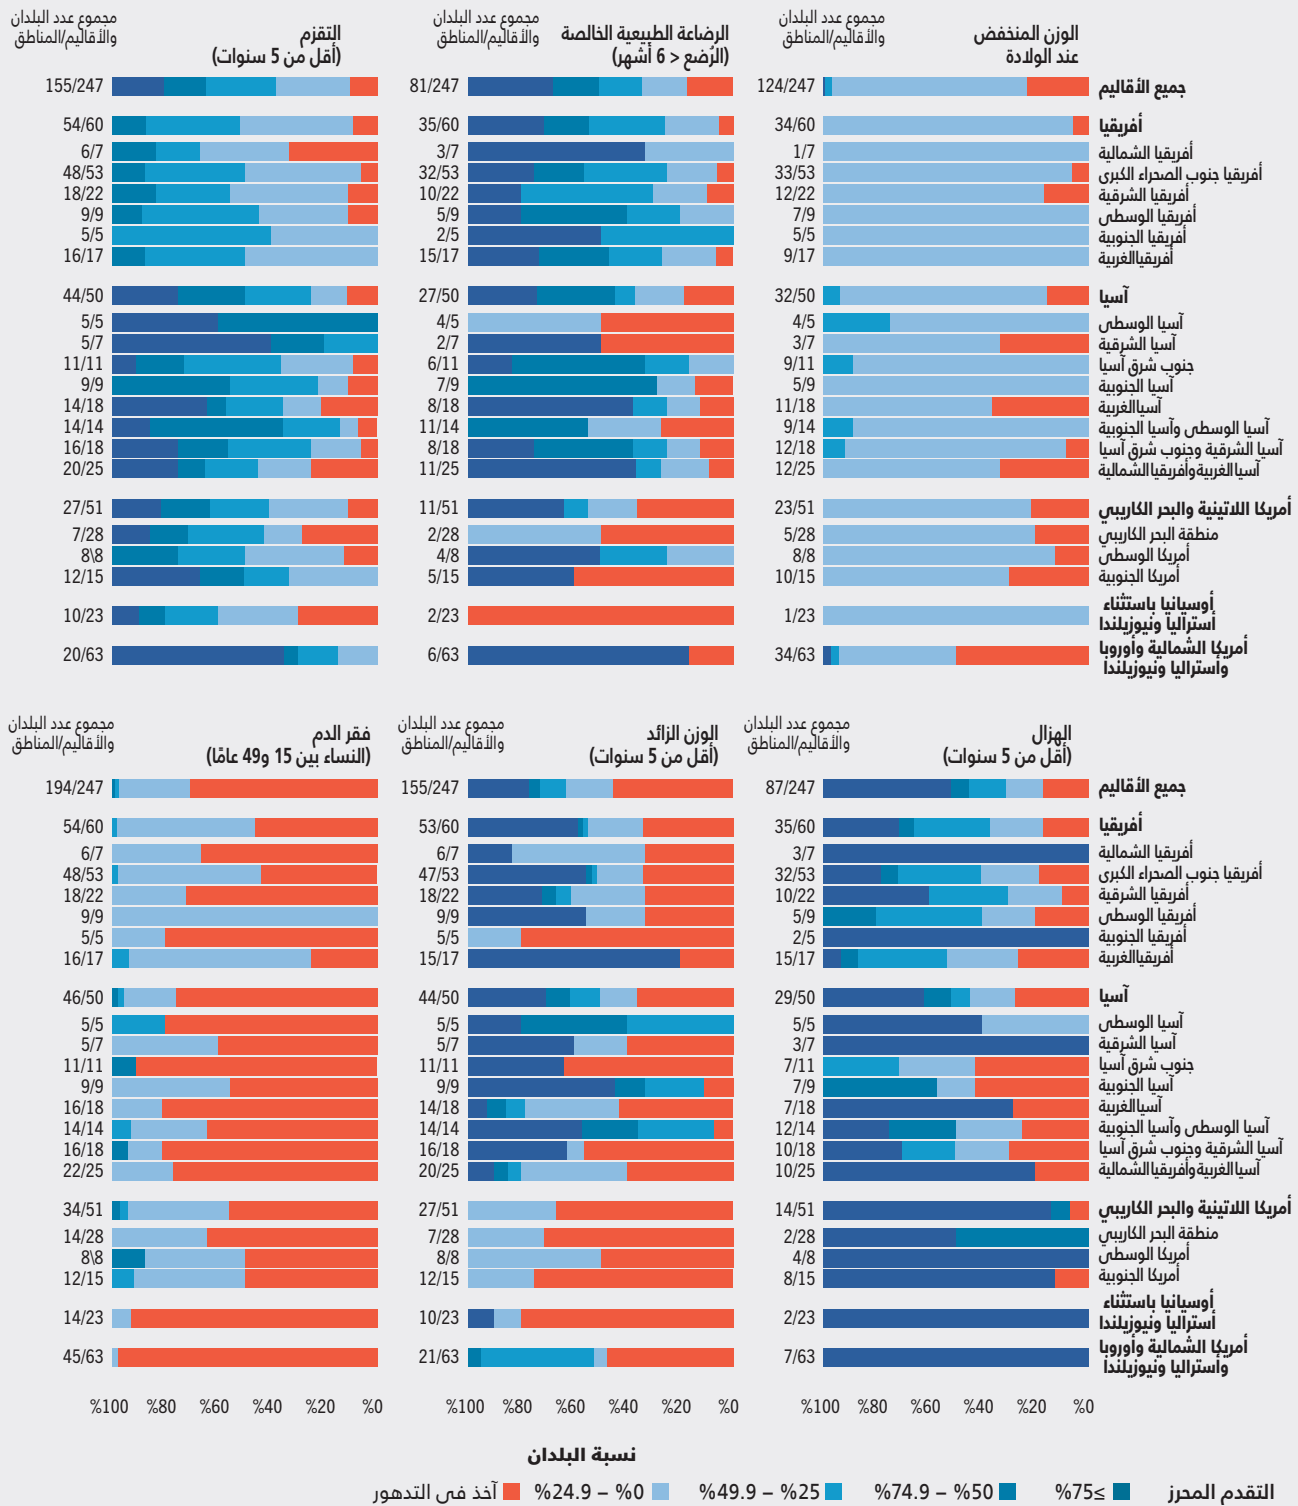 الوزن المنخفض
عند الولادة
مجموع عدد البلدان
والأقاليم/المناطق
الرضاعة الطبيعية الخالصة
(الرُضع < 6 أشهر)
مجموع عدد البلدان
والأقاليم/المناطق
التقزم
(أقل من 5 سنوات)
مجموع عدد البلدان
والأقاليم/المناطق
جميع الأقاليم 124/247 81/247 155/247
أفريقيا 34/60 35/60 54/60
أفريقيا الشمالية 1/7 3/7 6/7
أفريقيا جنوب الصحراء الكبرى 33/53 32/53 48/53
أفريقيا الشرقية 12/22 10/22 18/22
أفريقيا الوسطى 7/9 5/9 9/9
أفريقيا الجنوبية 5/5 2/5 5/5
أفريقياالغربية 9/17 15/17 16/17
آسيا 32/50 27/50 44/50
آسيا الوسطى 4/5 4/5 5/5
آسيا الشرقية 3/7 2/7 5/7
جنوب شرق آسيا 9/11 6/11 11/11
آسيا الجنوبية 5/9 7/9 9/9
آسياالغربية 11/18 8/18 14/18
آسيا الوسطى وآسيا الجنوبية 9/14 11/14 14/14
آسيا الشرقية وجنوب شرق آسيا 12/18 8/18 16/18
آسياالغربيةوأفريقياالشمالية 12/25 11/25 20/25
أمريكا اللاتينية والبحر الكاريبي 23/51 11/51 27/51
منطقة البحر الكاريبي 5/28 2/28 7/28
أمريكا الوسطى 8/8 4/8 8\8
أمريكا الجنوبية 10/15 5/15 12/15
أوسيانيا باستثناء
أستراليا ونيوزيلندا 1/23 2/23 10/23
أمريكا الشمالية وأوروبا
وأستراليا ونيوزيلندا 34/63 6/63 20/63
الهزال
(أقل من 5 سنوات)
مجموع عدد البلدان
والأقاليم/المناطق
الوزن الزائد
(أقل من 5 سنوات)
مجموع عدد البلدان
والأقاليم/المناطق
فقر الدم
(النساء بين 15 و49 عامًا)
مجموع عدد البلدان
والأقاليم/المناطق
جميع الأقاليم 87/247 155/247 194/247
أفريقيا 35/60 53/60 54/60
أفريقيا الشمالية 3/7 6/7 6/7
أفريقيا جنوب الصحراء الكبرى 32/53 47/53 48/53
أفريقيا الشرقية 10/22 18/22 18/22
أفريقيا الوسطى 5/9 9/9 9/9
أفريقيا الجنوبية 2/5 5/5 5/5
أفريقياالغربية 15/17 15/17 16/17
آسيا 29/50 44/50 46/50
آسيا الوسطى 5/5 5/5 5/5
آسيا الشرقية 3/7 5/7 5/7
جنوب شرق آسيا 7/11 11/11 11/11
آسيا الجنوبية 7/9 9/9 9/9
آسياالغربية 7/18 14/18 16/18
آسيا الوسطى وآسيا الجنوبية 12/14 14/14 14/14
آسيا الشرقية وجنوب شرق آسيا 10/18 16/18 16/18
آسياالغربيةوأفريقياالشمالية 10/25 20/25 22/25
أمريكا اللاتينية والبحر الكاريبي 14/51 27/51 34/51
منطقة البحر الكاريبي 2/28 7/28 14/28
أمريكا الوسطى 4/8 8/8 8\8
أمريكا الجنوبية 8/15 12/15 12/15
أوسيانيا باستثناء
أستراليا ونيوزيلندا 2/23 10/23 14/23
أمريكا الشمالية وأوروبا
وأستراليا ونيوزيلندا 7/63 21/63 45/63
%0 %20 %40 %60 %80 %100 %0 %20 %40 %60 %80 %100 %0 %20 %40 %60 %80 %100
نسبة البلدان
التقدم المحرز ≥75% 50% – 74.9% 25% – 49.9% 0% – 24.9% آخذ في التدهور